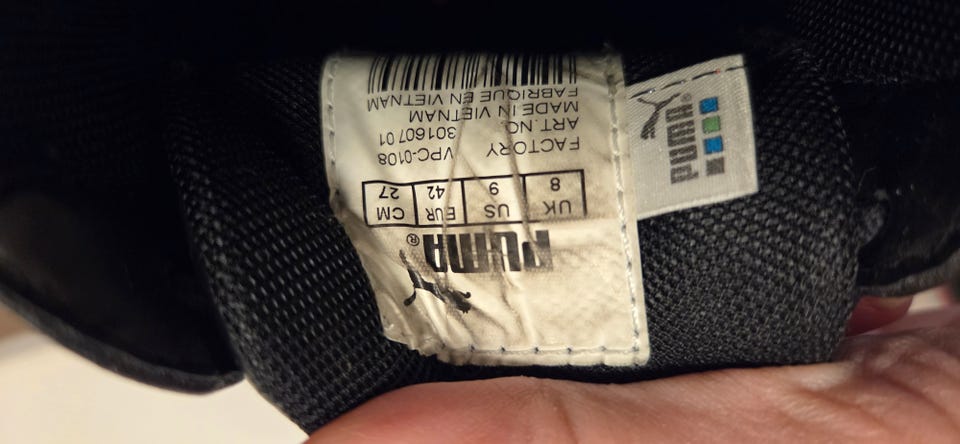 PUMA®
UK US EUR CM
8 9 42 27
FACTORY VPC-0108
ART.NO. 301607 01
MADE IN VIETNAM
FABRIQUE EN VIETNAM
PUMA®